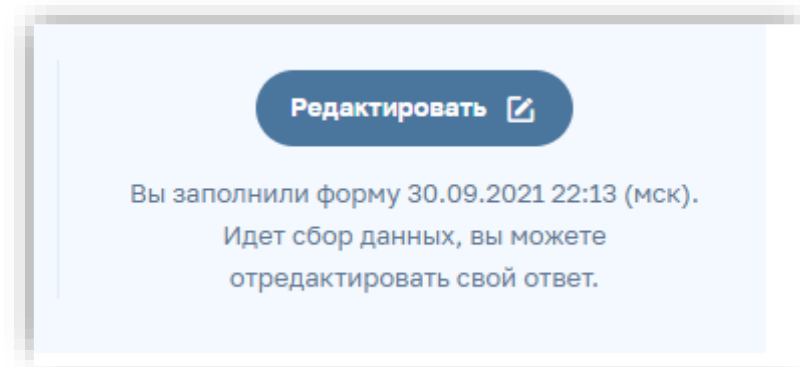 Редактировать
Вы заполнили форму 30.09.2021 22:13 (мск).
Идет сбор данных, вы можете
отредактировать свой ответ.